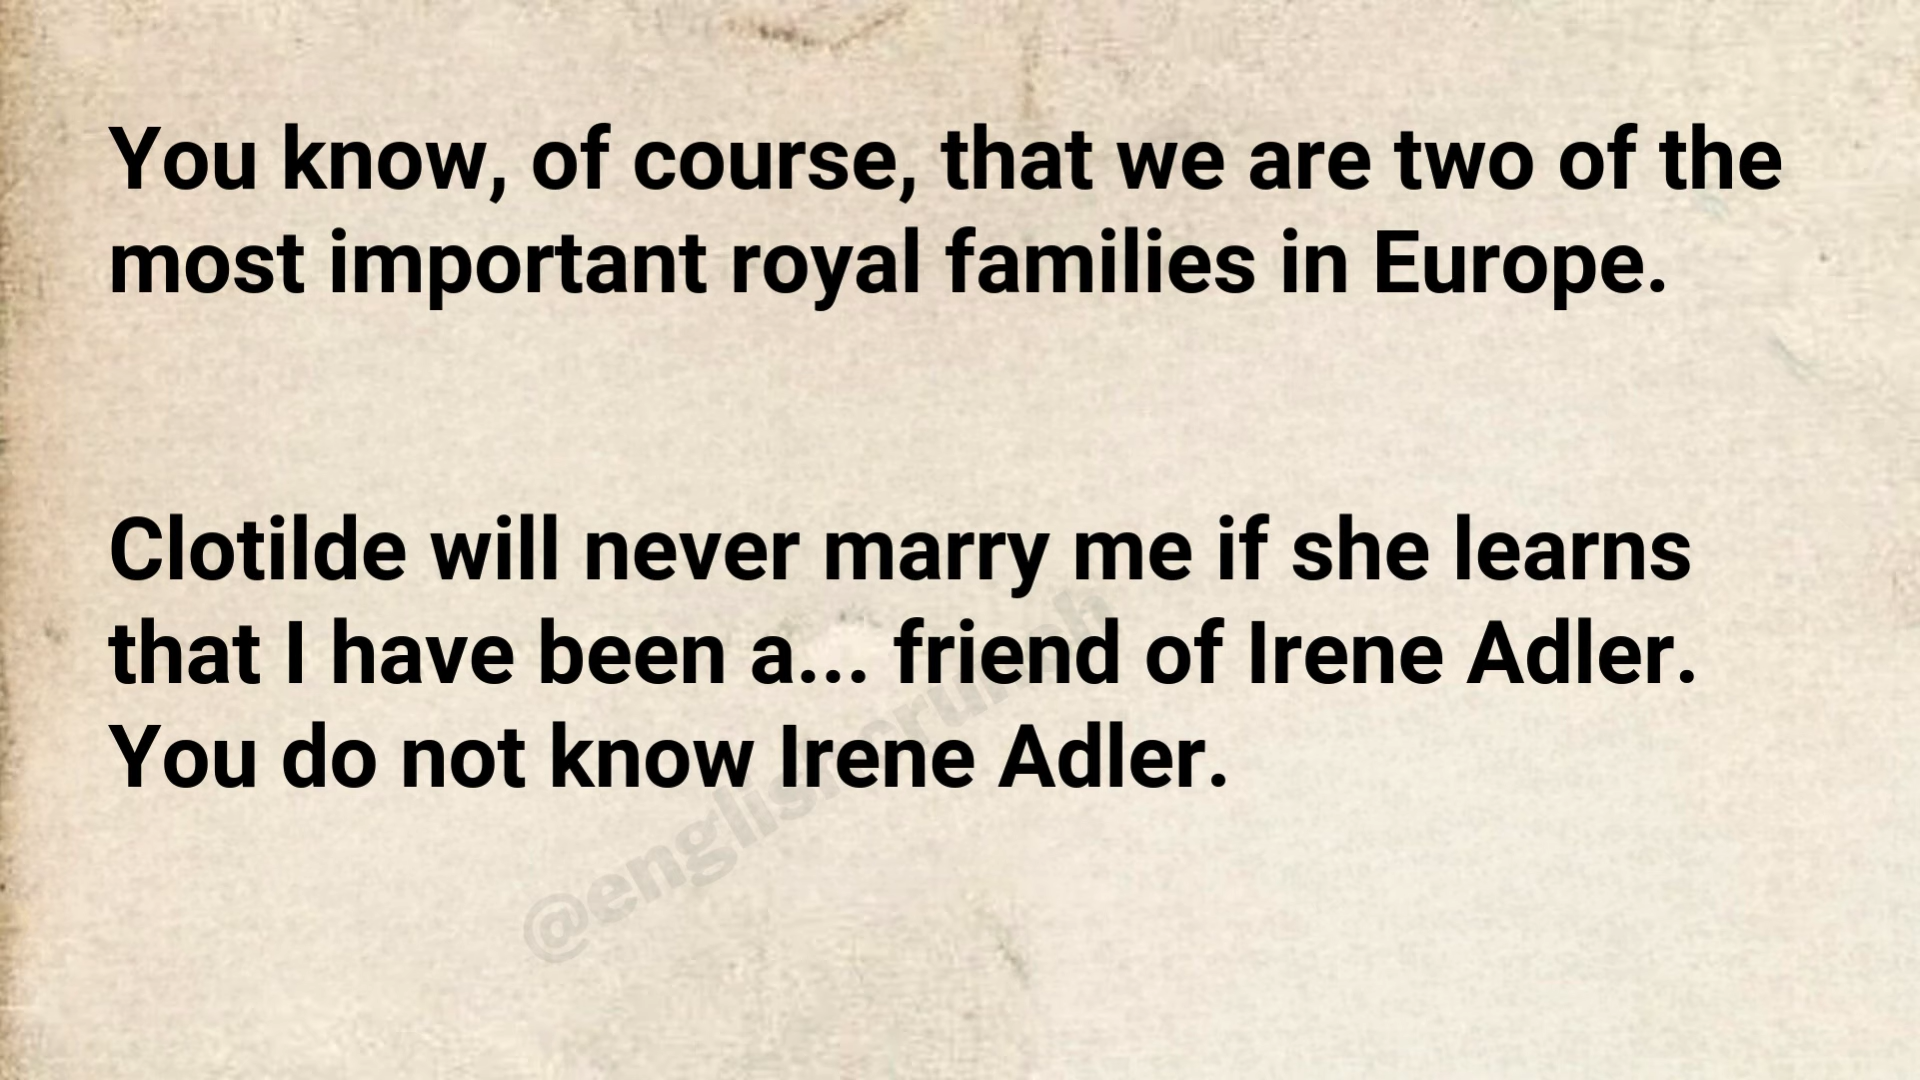 You know, of course, that we are two of the
most important royal families in Europe.
Clotilde will never marry me if she learns
that I have been a... friend of Irene Adler.
You do not know Irene Adler.